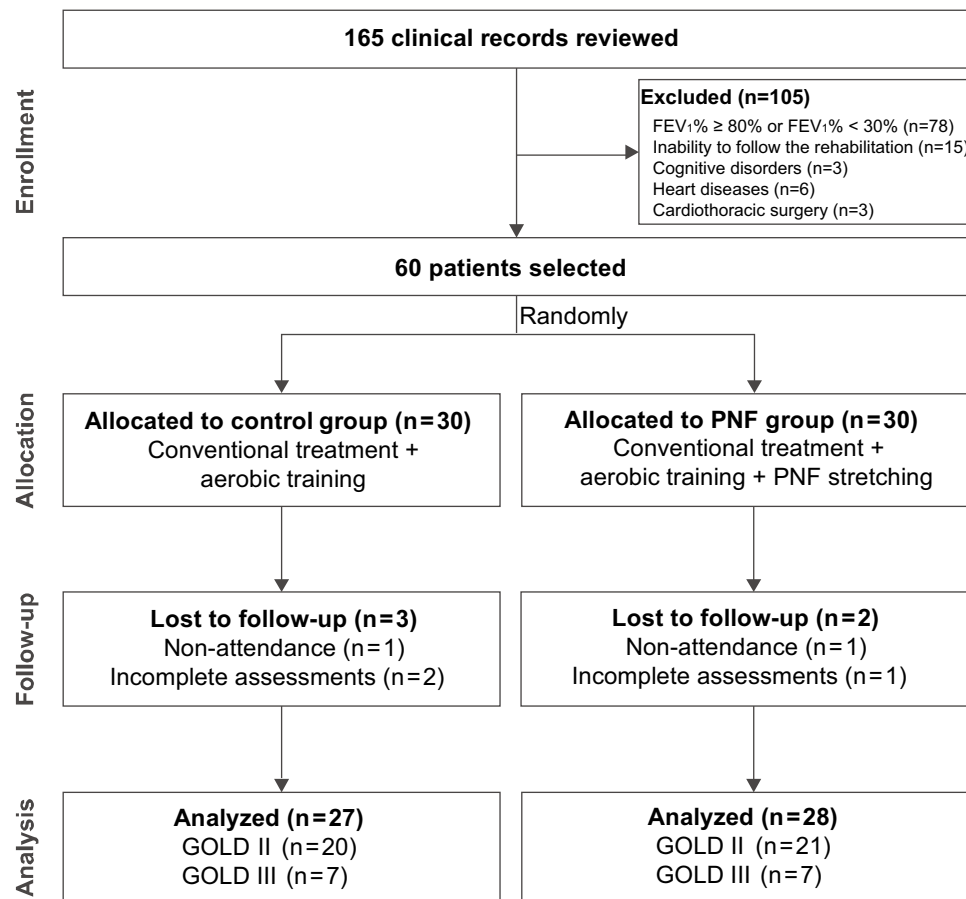 165 clinical records reviewed
Enrollment
Excluded (n=105)
FEV₁% ≥ 80% or FEV₁% < 30% (n=78)
Inability to follow the rehabilitation (n=15)
Cognitive disorders (n=3)
Heart diseases (n=6)
Cardiothoracic surgery (n=3)
60 patients selected
Randomly
Allocation
Allocated to control group (n=30)
Conventional treatment +
aerobic training
Allocated to PNF group (n=30)
Conventional treatment +
aerobic training + PNF stretching
Follow-up
Lost to follow-up (n=3)
Non-attendance (n=1)
Incomplete assessments (n=2)
Lost to follow-up (n=2)
Non-attendance (n=1)
Incomplete assessments (n=1)
Analysis
Analyzed (n=27)
GOLD II (n=20)
GOLD III (n=7)
Analyzed (n=28)
GOLD II (n=21)
GOLD III (n=7)